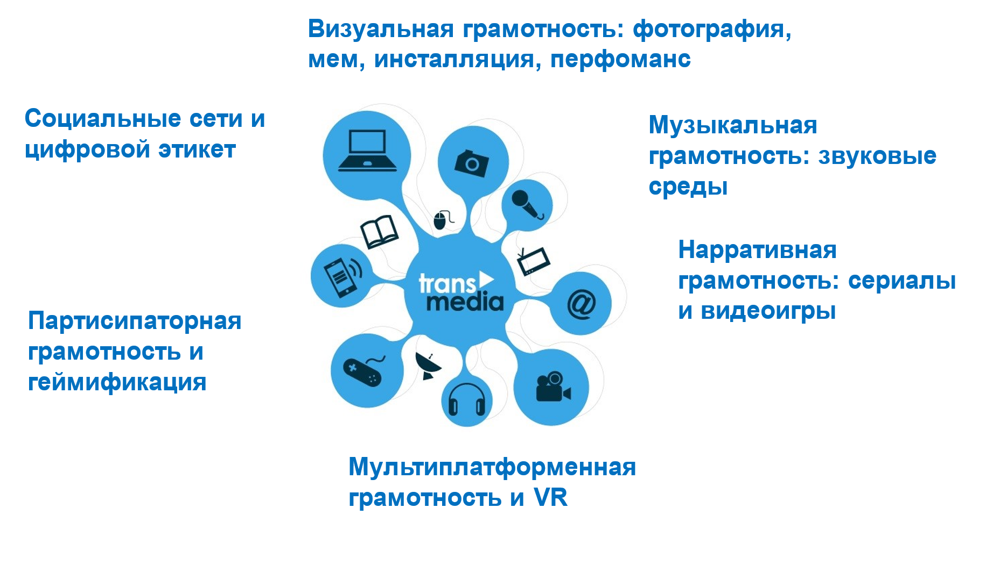 Визуальная грамотность: фотография,
мем, инсталляция, перфоманс
Социальные сети и
цифровой этикет
Музыкальная
грамотность: звуковые
среды
Нарративная
грамотность: сериалы
и видеоигры
trans
media
@
Партисипаторная
грамотность и
геймификация
Мультиплатформенная
грамотность и VR